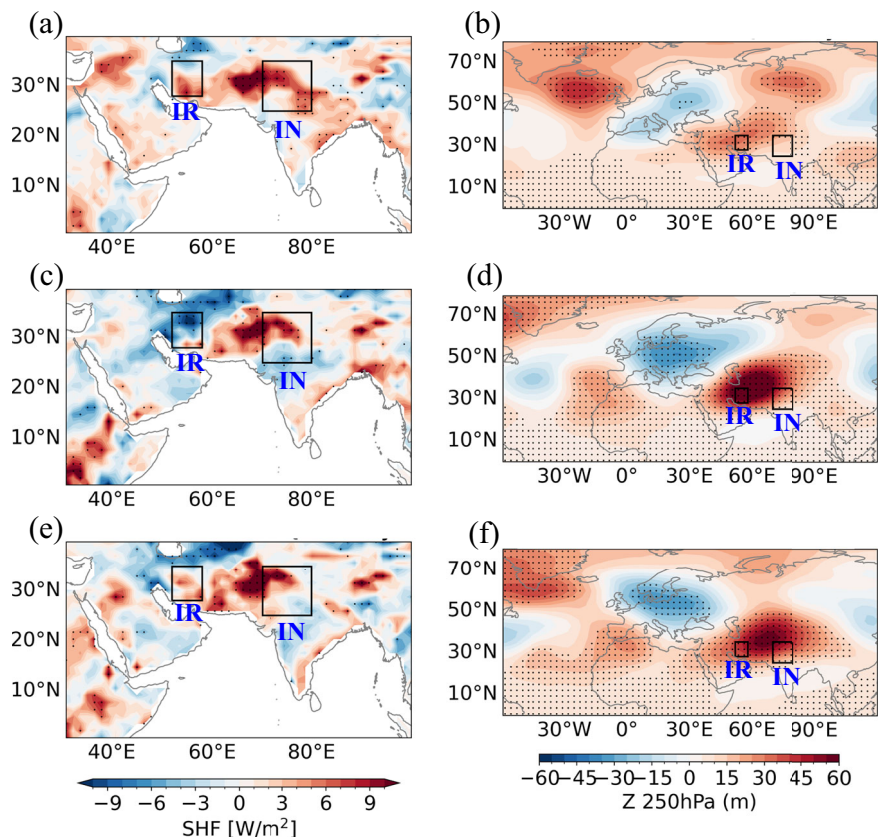 (a)
(b)
30°N
20°N
10°N
IR
IN
40°E
60°E
80°E
70°N
50°N
30°N
10°N
IR
IN
30°W
0°
30°E
60°E
90°E
(c)
(d)
30°N
20°N
10°N
IR
IN
40°E
60°E
80°E
70°N
50°N
30°N
10°N
IR
IN
30°W
0°
30°E
60°E
90°E
(e)
(f)
30°N
20°N
10°N
IR
IN
40°E
60°E
80°E
70°N
50°N
30°N
10°N
IR
IN
30°W
0°
30°E
60°E
90°E
−9 −6 −3 0 3 6 9
SHF [W/m²]
−60 −45 −30 −15 0 15 30 45 60
Z 250hPa (m)